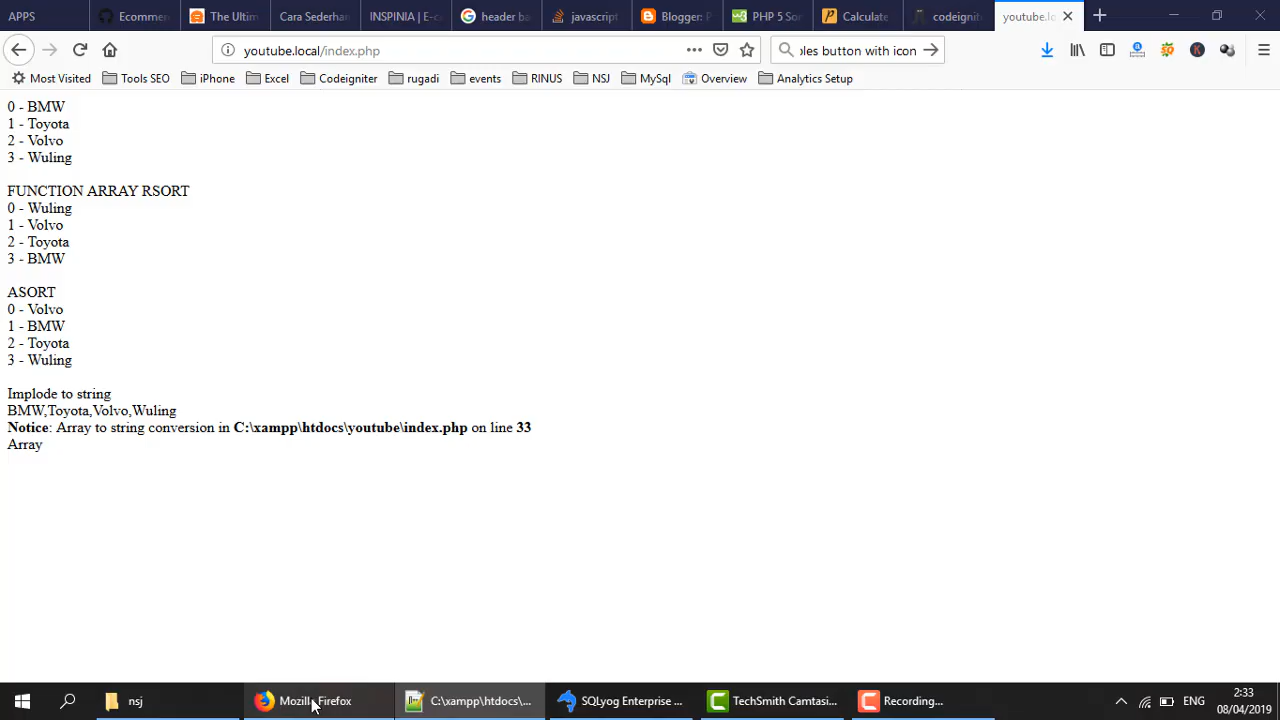 APPS
Ecommer
The Ultim
Cara Sederhan
INSPINIA | E-c
header ba
javascript
Blogger: P
PHP 5 Sor
Calculate
codeignit
youtube.lo
youtube.local/index.php
les button with icon
Most Visited
Tools SEO
iPhone
Excel
Codeigniter
rugadi
events
RINUS
NSJ
MySql
Overview
Analytics Setup
0 - BMW
1 - Toyota
2 - Volvo
3 - Wuling
FUNCTION ARRAY RSORT
0 - Wuling
1 - Volvo
2 - Toyota
3 - BMW
ASORT
0 - Volvo
1 - BMW
2 - Toyota
3 - Wuling
Implode to string
BMW,Toyota,Volvo,Wuling
Notice: Array to string conversion in C:\xampp\htdocs\youtube\index.php on line 33
Array
nsj
Mozilla Firefox
C:\xampp\htdocs\...
SQLyog Enterprise ...
TechSmith Camtasi...
Recording...
ENG
2:33
08/04/2019